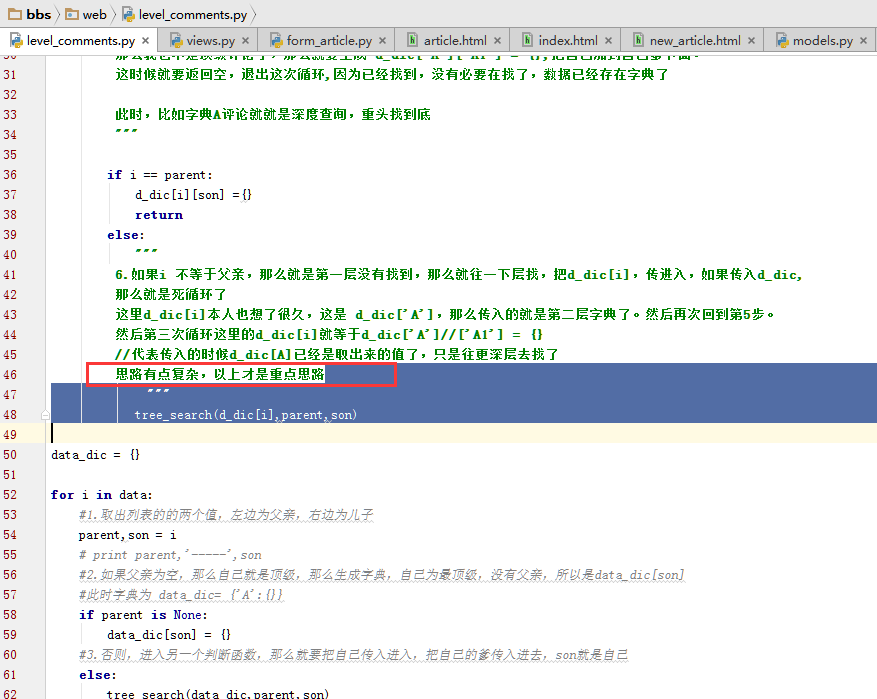 bbs web level_comments.py
level_comments.py views.py form_article.py article.html index.html new_article.html models.py
31 这时候就要返回空，退出这次循环,因为已经找到，没有必要在找了，数据已经存在字典了
32
33 此时，比如字典A评论就就是深度查询，重头找到底
34 """
35
36 if i == parent:
37 d_dic[i][son] ={}
38 return
39 else:
40 """
41 6.如果i 不等于父亲，那么就是第一层没有找到，那么就往一下层找，把d_dic[i]，传进入，如果传入d_dic,
42 那么就是死循环了
43 这里d_dic[i]本人也想了很久，这是 d_dic['A']，那么传入的就是第二层字典了。然后再次回到第5步。
44 然后第三次循环这里的d_dic[i]就等于d_dic['A']//['A1'] = {}
45 //代表传入的时候d_dic[A]已经是取出来的值了，只是往更深层去找了
46 思路有点复杂，以上才是重点思路
47 """
48 tree_search(d_dic[i],parent,son)
49
50 data_dic = {}
51
52 for i in data:
53 #1.取出列表的的两个值，左边为父亲，右边为儿子
54 parent,son = i
55 # print parent,'-----',son
56 #2.如果父亲为空，那么自己就是顶级，那么生成字典，自己为最顶级，没有父亲，所以是data_dic[son]
57 #此时字典为 data_dic= {'A':{}}
58 if parent is None:
59 data_dic[son] = {}
60 #3.否则，进入另一个判断函数，那么就要把自己传入进入，把自己的爹传入进去，son就是自己
61 else:
62 tree_search(data_dic,parent,son)